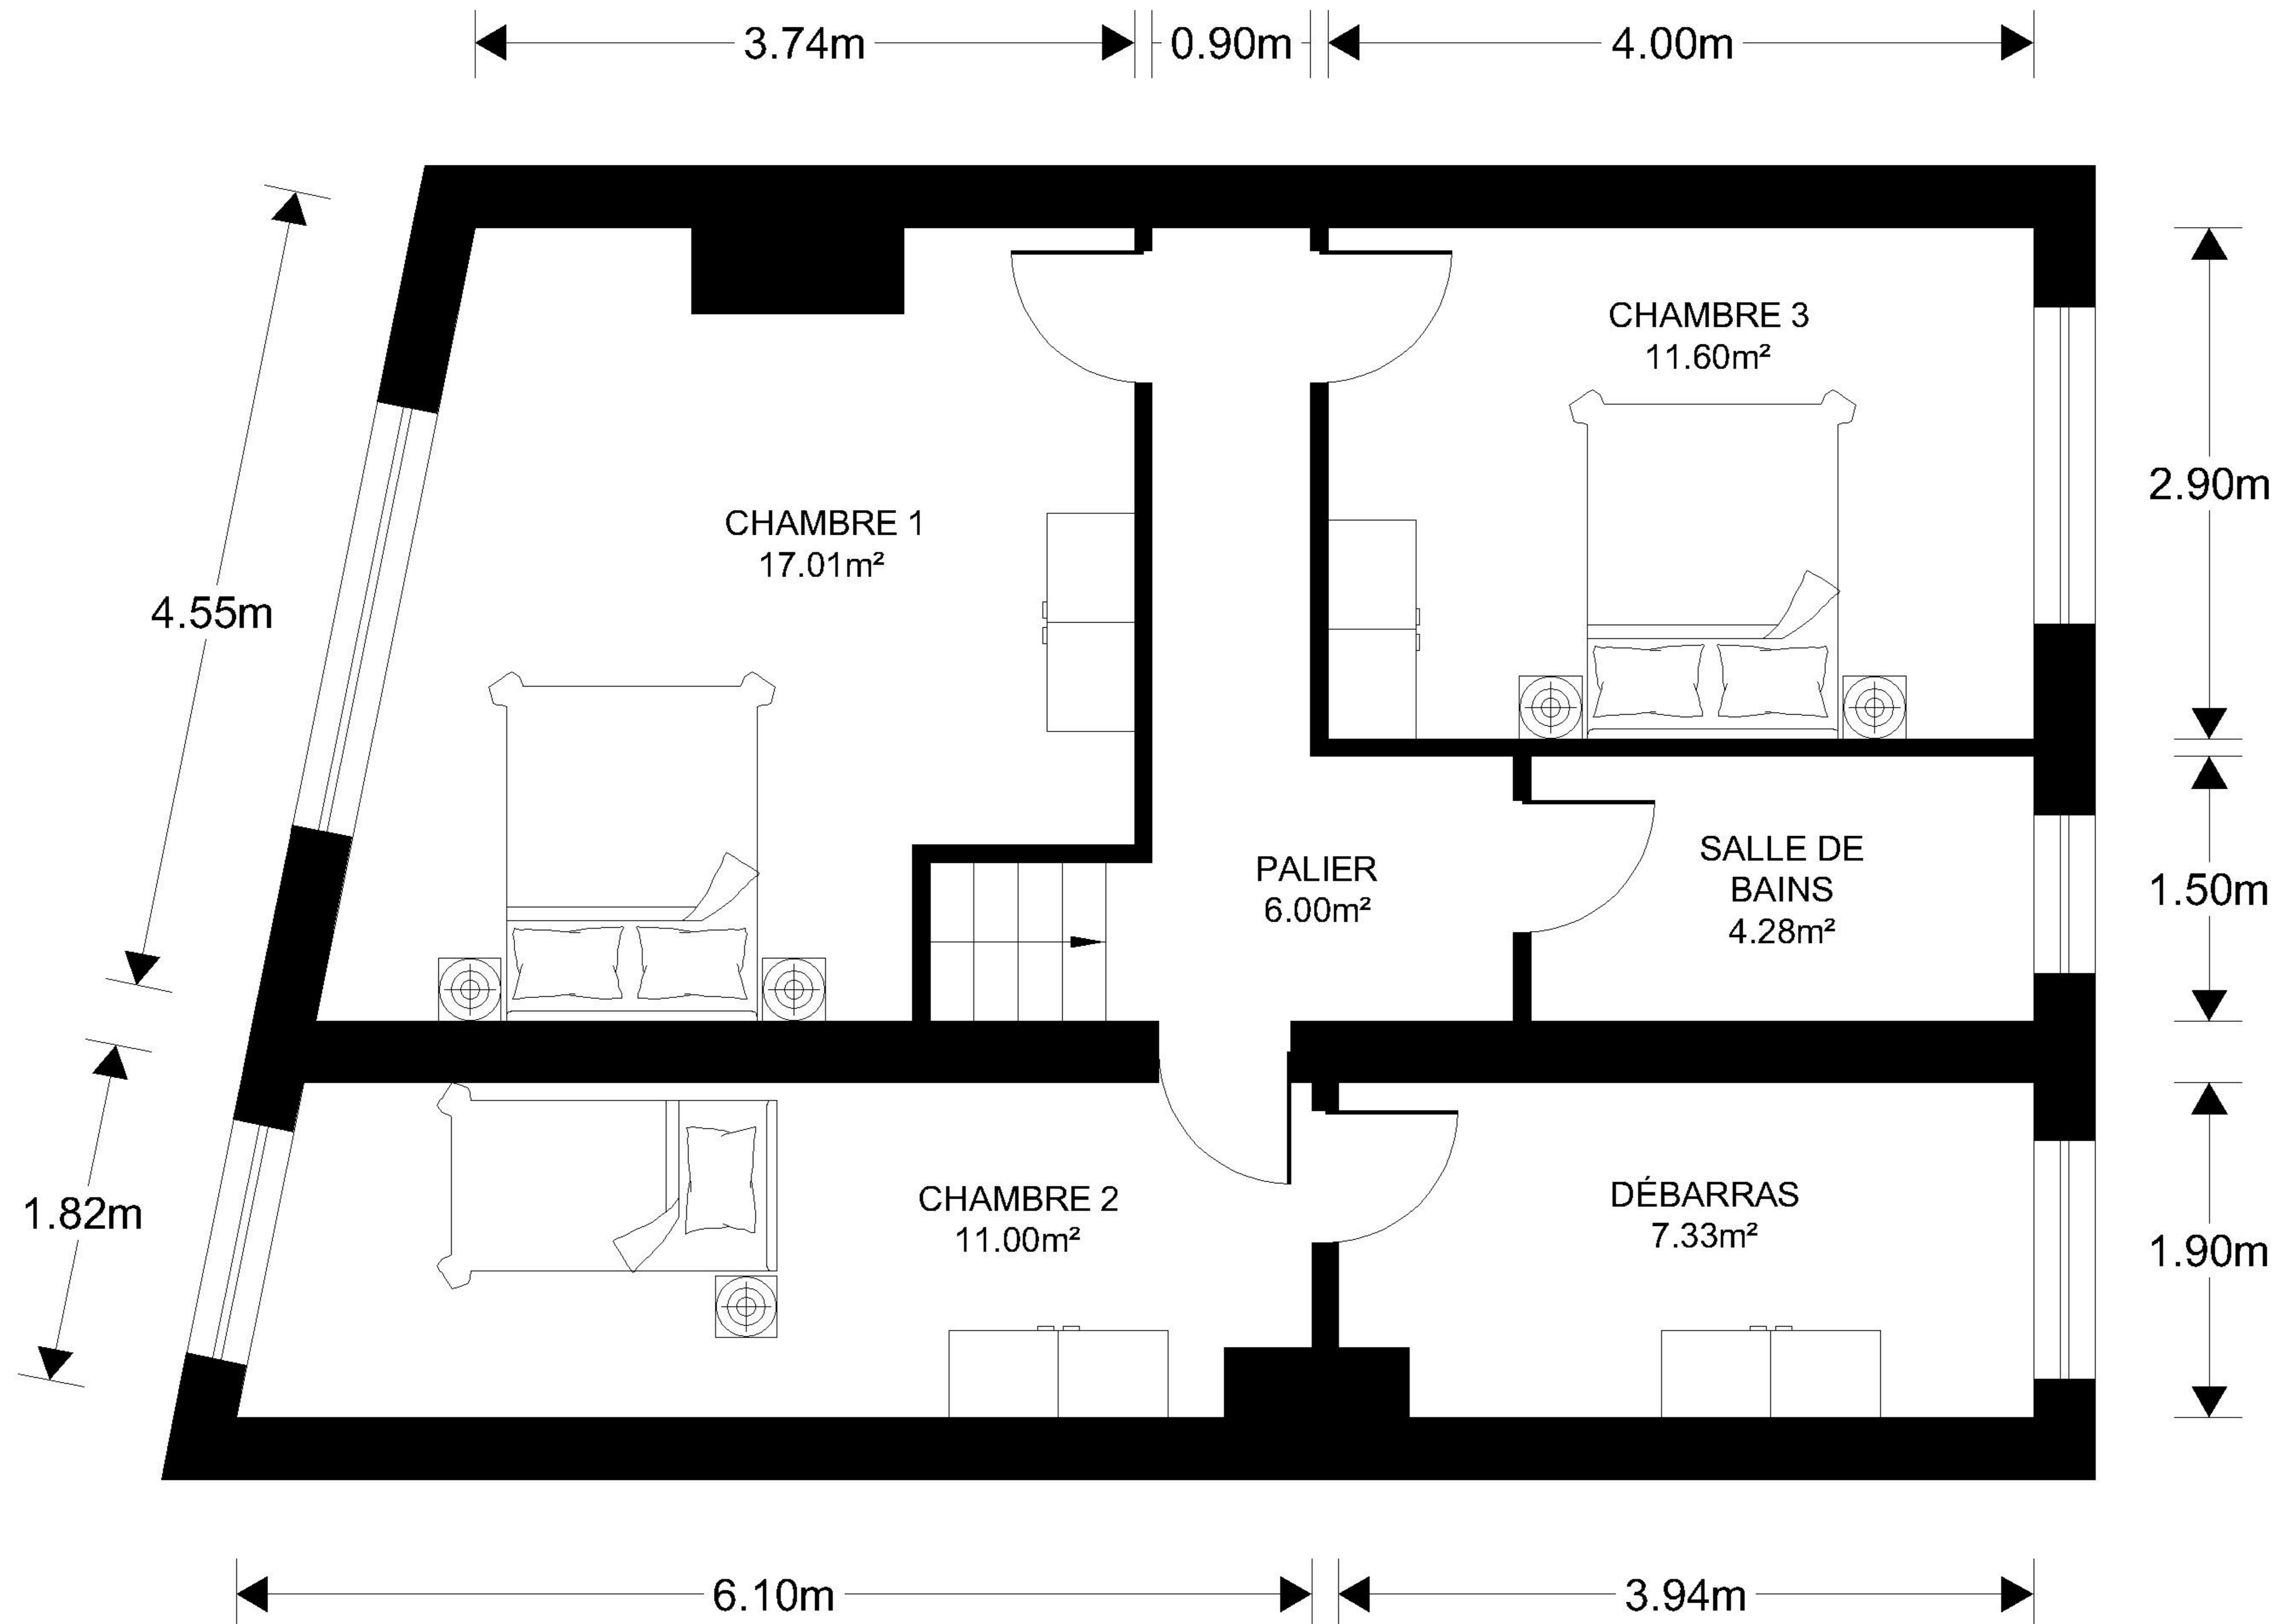 3.74m
0.90m
4.00m
CHAMBRE 3
11.60m²
2.90m
CHAMBRE 1
17.01m²
4.55m
SALLE DE
BAINS
4.28m²
PALIER
6.00m²
1.50m
CHAMBRE 2
11.00m²
DÉBARRAS
7.33m²
1.82m
1.90m
6.10m
3.94m